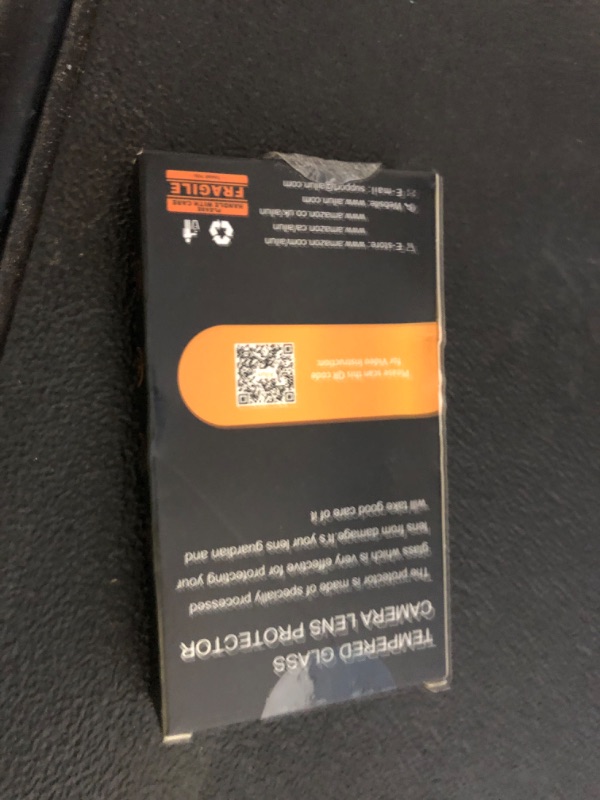 TEMPERED GLASS
CAMERA LENS PROTECTOR
The protector is made of specially processed
glass which is very effective for protecting your
lens from damage.It's your lens guardian and
will take good care of it
Please scan this QR code
for Video Instruction:
E-store: www.amazon.com/ailun
www.amazon.ca/ailun
www.amazon.co.uk/ailun
Website: www.ailun.com
E-mail: support@ailun.com
PLEASE
HANDLE WITH CARE
FRAGILE